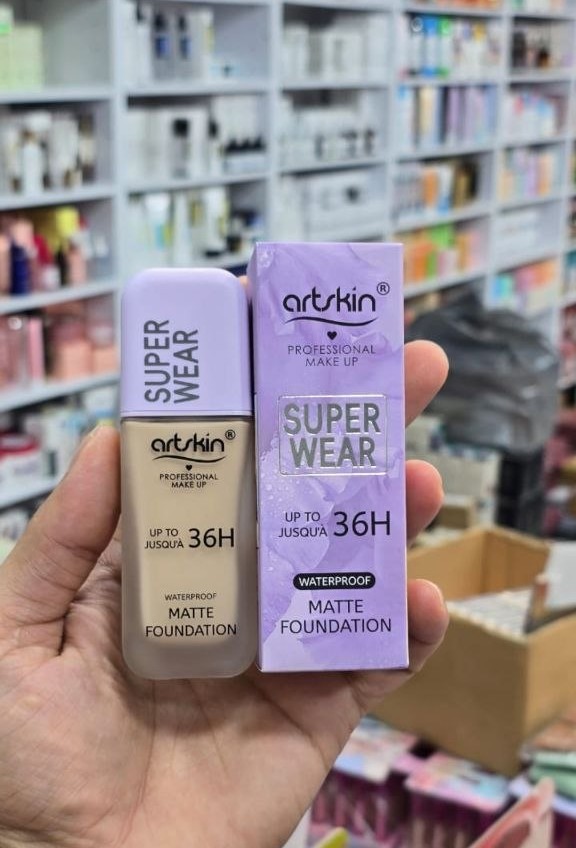 SUPER
WEAR
artskin®
PROFESSIONAL
MAKE UP
UP TO
JUSQU'À 36H
WATERPROOF
MATTE
FOUNDATION
artskin®
PROFESSIONAL
MAKE UP
SUPER
WEAR
UP TO
JUSQU'À 36H
WATERPROOF
MATTE
FOUNDATION